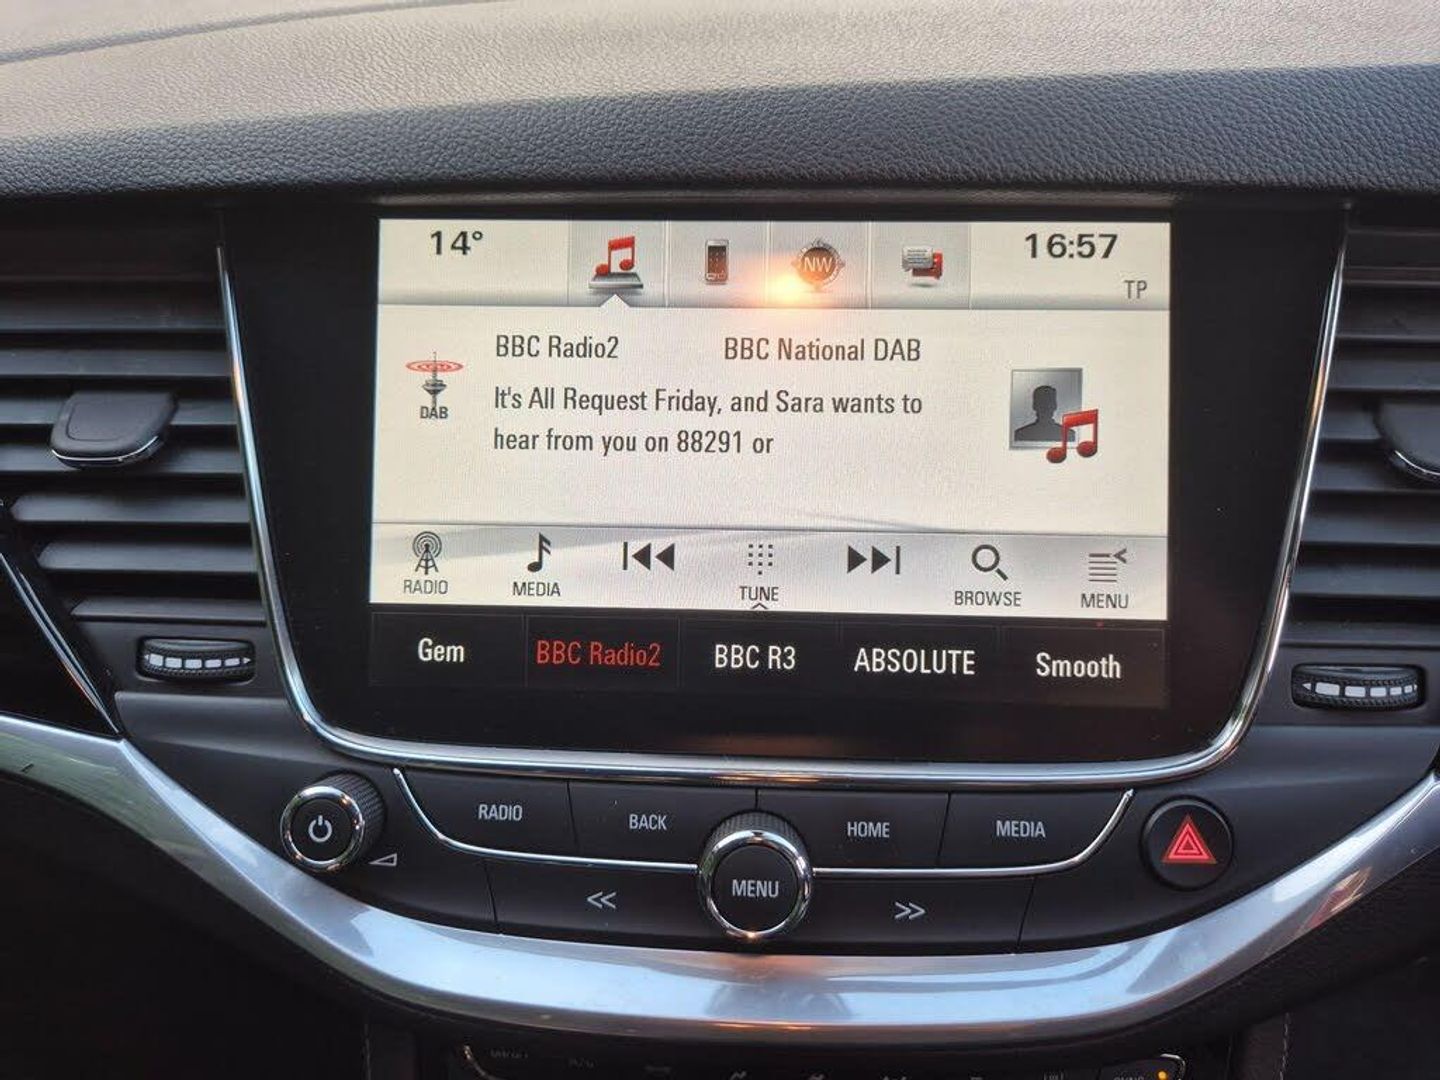 14° 16:57
NW
TP
BBC Radio2 BBC National DAB
It's All Request Friday, and Sara wants to
hear from you on 88291 or
DAB
RADIO MEDIA TUNE BROWSE MENU
Gem BBC Radio2 BBC R3 ABSOLUTE Smooth
RADIO BACK HOME MEDIA
MENU